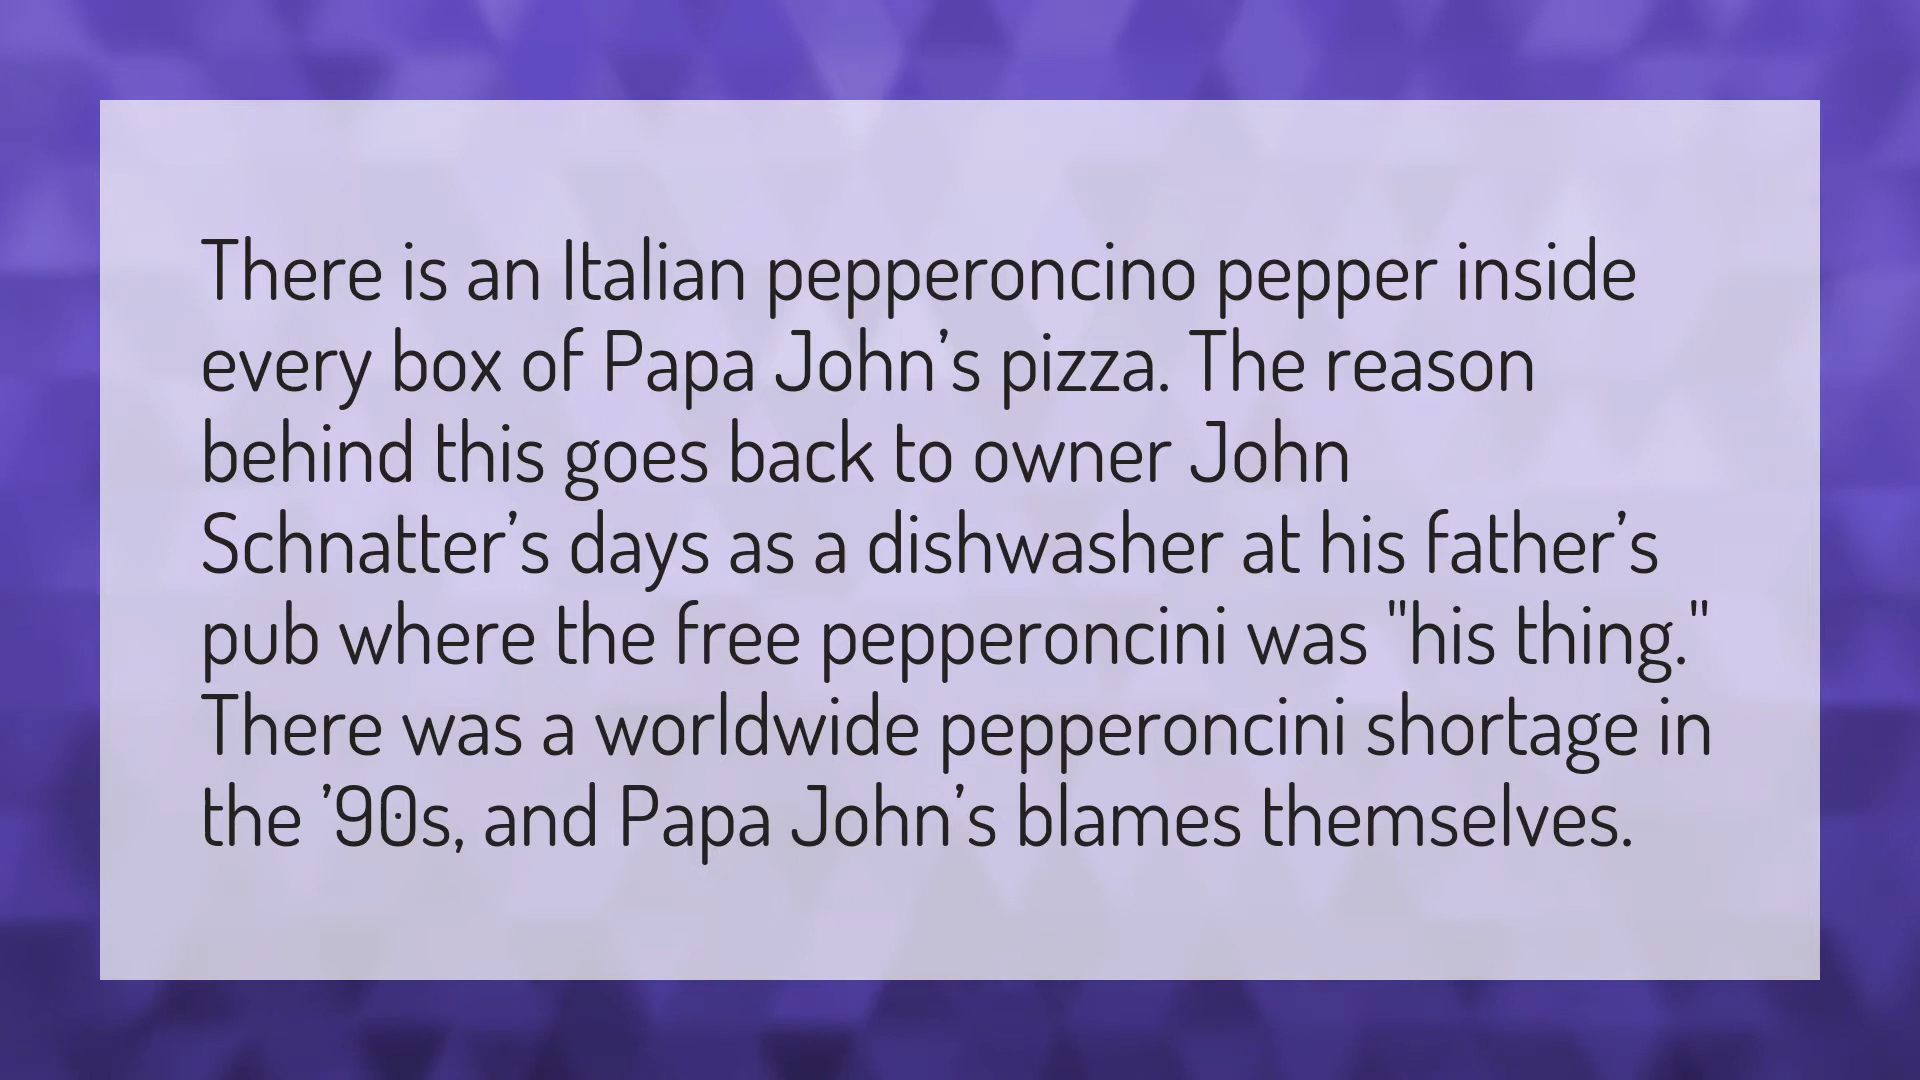 There is an Italian pepperoncino pepper inside
every box of Papa John’s pizza. The reason
behind this goes back to owner John
Schnatter’s days as a dishwasher at his father’s
pub where the free pepperoncini was "his thing."
There was a worldwide pepperoncini shortage in
the ’90s, and Papa John’s blames themselves.